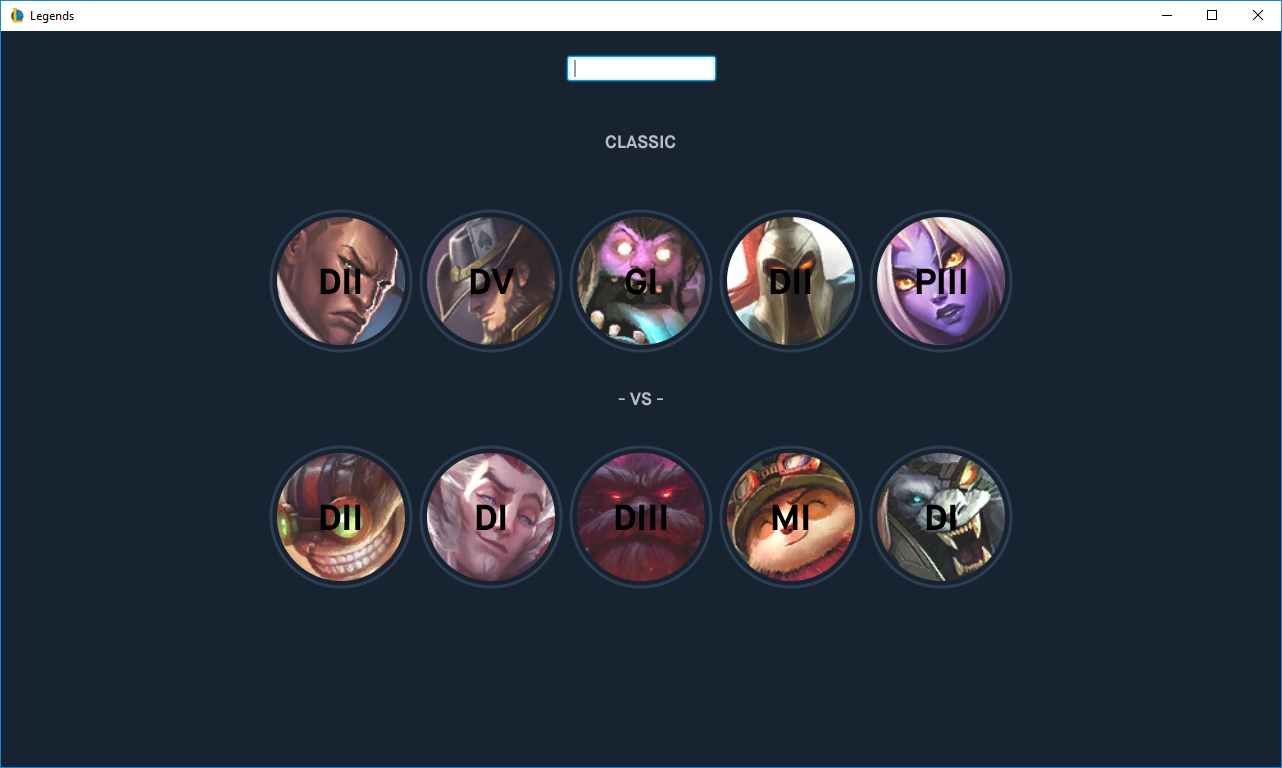 Legends
CLASSIC
DII DV GI DII PIII
- VS -
DII DI DIII MI DI